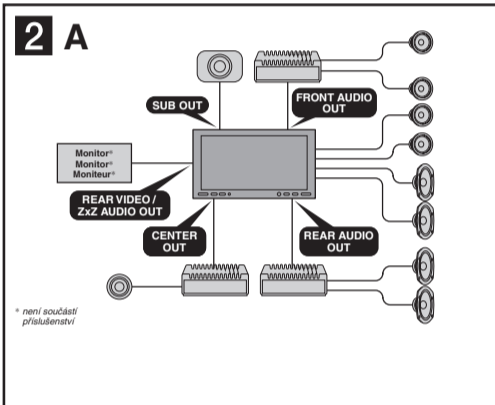 2 A
SUB OUT
FRONT AUDIO
OUT
Monitor*
Monitor*
Moniteur*
REAR VIDEO /
ZxZ AUDIO OUT
CENTER
OUT
REAR AUDIO
OUT
* není součástí
příslušenství